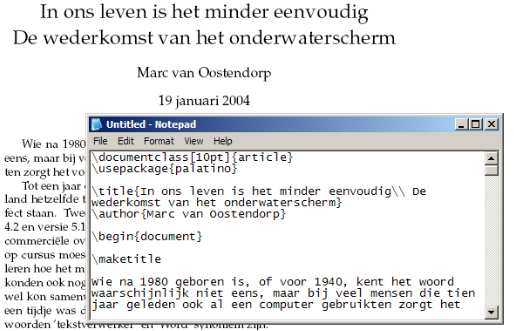 In ons leven is het minder eenvoudig
De wederkomst van het onderwaterscherm
Marc van Oostendorp
19 januari 2004
Wie na 1980
eens, maar bij
ten zorgt het
Tot een jaar
land hetzelfde
fect staan. Twee
4.2 en versie 5.1
commerciële
op cursus
leren hoe het
konden ook
wel kon
een tijdje was
woorden ‘tekstverwerker’ en ‘Word’ synoniem zijn.
Untitled - Notepad
File Edit Format View Help
\documentclass[10pt]{article}
\usepackage{palatino}
\title{In ons leven is het minder eenvoudig\\ De
wederkomst van het onderwaterscherm}
\author{Marc van Oostendorp}
\begin{document}
\maketitle
Wie na 1980 geboren is, of voor 1940, kent het woord
waarschijnlijk niet eens, maar bij veel mensen die tien
jaar geleden ook al een computer gebruikten zorgt het